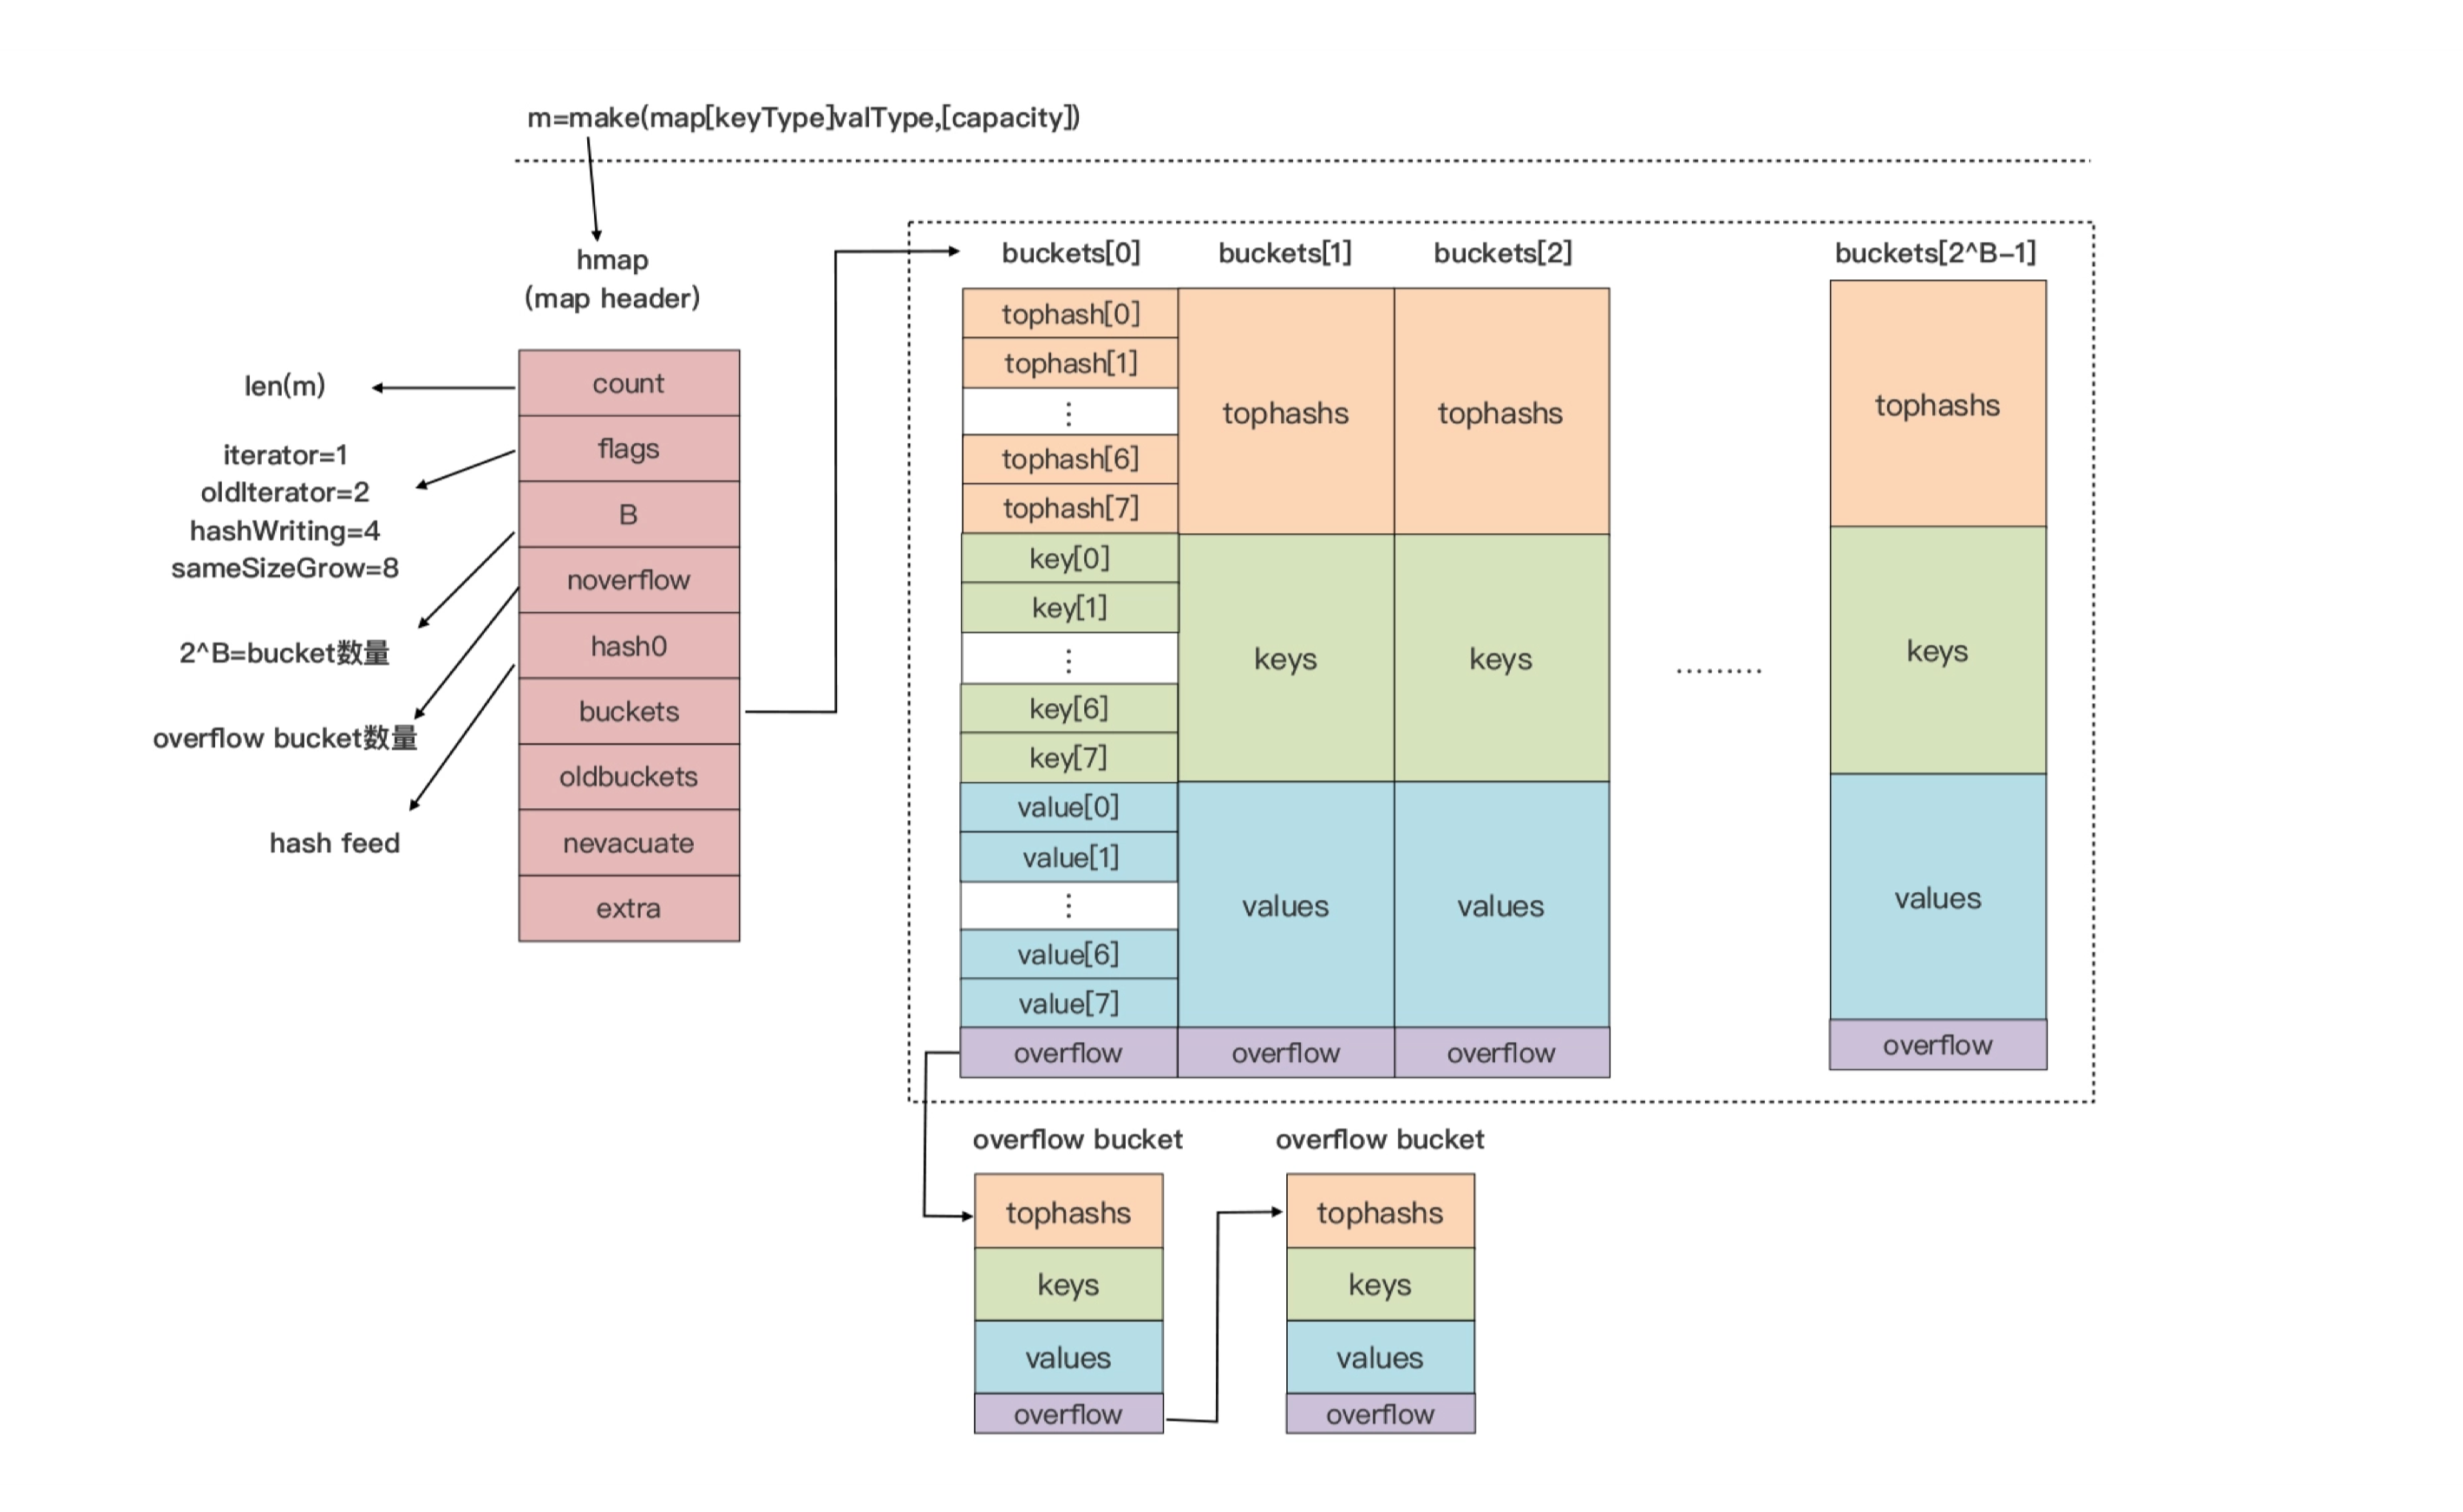 m=make(map[keyType]valType,[capacity])
hmap
(map header)
count
flags
B
noverflow
hash0
buckets
oldbuckets
nevacuate
extra
len(m)
iterator=1
oldIterator=2
hashWriting=4
sameSizeGrow=8
2^B=bucket数量
overflow bucket数量
hash feed
buckets[0]
tophash[0]
tophash[1]
⋮
tophash[6]
tophash[7]
key[0]
key[1]
⋮
key[6]
key[7]
value[0]
value[1]
⋮
value[6]
value[7]
overflow
buckets[1]
tophashs
keys
values
overflow
buckets[2]
tophashs
keys
values
overflow
.........
buckets[2^B-1]
tophashs
keys
values
overflow
overflow bucket
tophashs
keys
values
overflow
overflow bucket
tophashs
keys
values
overflow